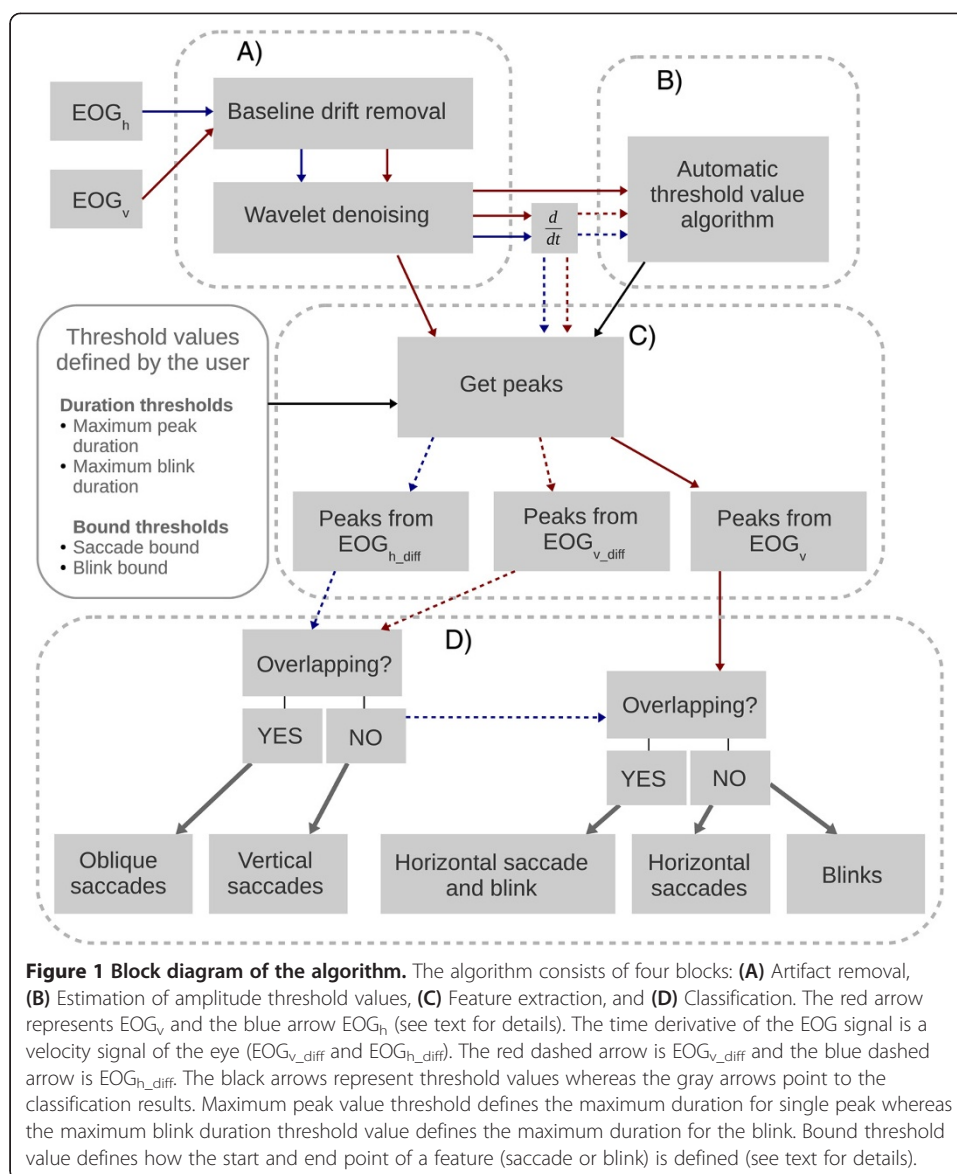 A)
B)
EOGh
EOGv
Baseline drift removal
Wavelet denoising
d
dt
Automatic
threshold value
algorithm
Threshold values
defined by the user
Duration thresholds
• Maximum peak
duration
• Maximum blink
duration
Bound thresholds
• Saccade bound
• Blink bound
C)
Get peaks
Peaks from
EOGh_diff
Peaks from
EOGv_diff
Peaks from
EOGv
D)
Overlapping?
YES
NO
Overlapping?
YES
NO
Oblique
saccades
Vertical
saccades
Horizontal saccade
and blink
Horizontal
saccades
Blinks
Figure 1 Block diagram of the algorithm. The algorithm consists of four blocks: (A) Artifact removal,
(B) Estimation of amplitude threshold values, (C) Feature extraction, and (D) Classification. The red arrow
represents EOGv and the blue arrow EOGh (see text for details). The time derivative of the EOG signal is a
velocity signal of the eye (EOGv_diff and EOGh_diff). The red dashed arrow is EOGv_diff and the blue dashed
arrow is EOGh_diff. The black arrows represent threshold values whereas the gray arrows point to the
classification results. Maximum peak value threshold defines the maximum duration for single peak whereas
the maximum blink duration threshold value defines the maximum duration for the blink. Bound threshold
value defines how the start and end point of a feature (saccade or blink) is defined (see text for details).